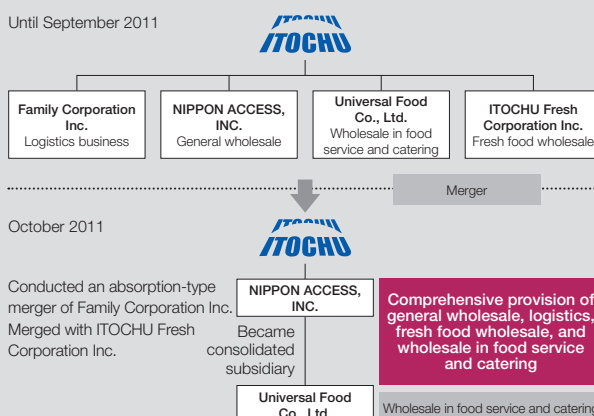 Until September 2011
ITOCHU
ITOCHU
Family Corporation
Inc.
Logistics business
NIPPON ACCESS,
INC.
General wholesale
Universal Food
Co., Ltd.
Wholesale in food
service and catering
ITOCHU Fresh
Corporation Inc.
Fresh food wholesale
Merger
October 2011
ITOCHU
ITOCHU
Conducted an absorption-type
merger of Family Corporation Inc.
Merged with ITOCHU Fresh
Corporation Inc.
NIPPON ACCESS,
INC.
Became
consolidated
subsidiary
Comprehensive provision of
general wholesale, logistics,
fresh food wholesale, and
wholesale in food service
and catering
Universal Food
Co., Ltd.
Wholesale in food service and catering